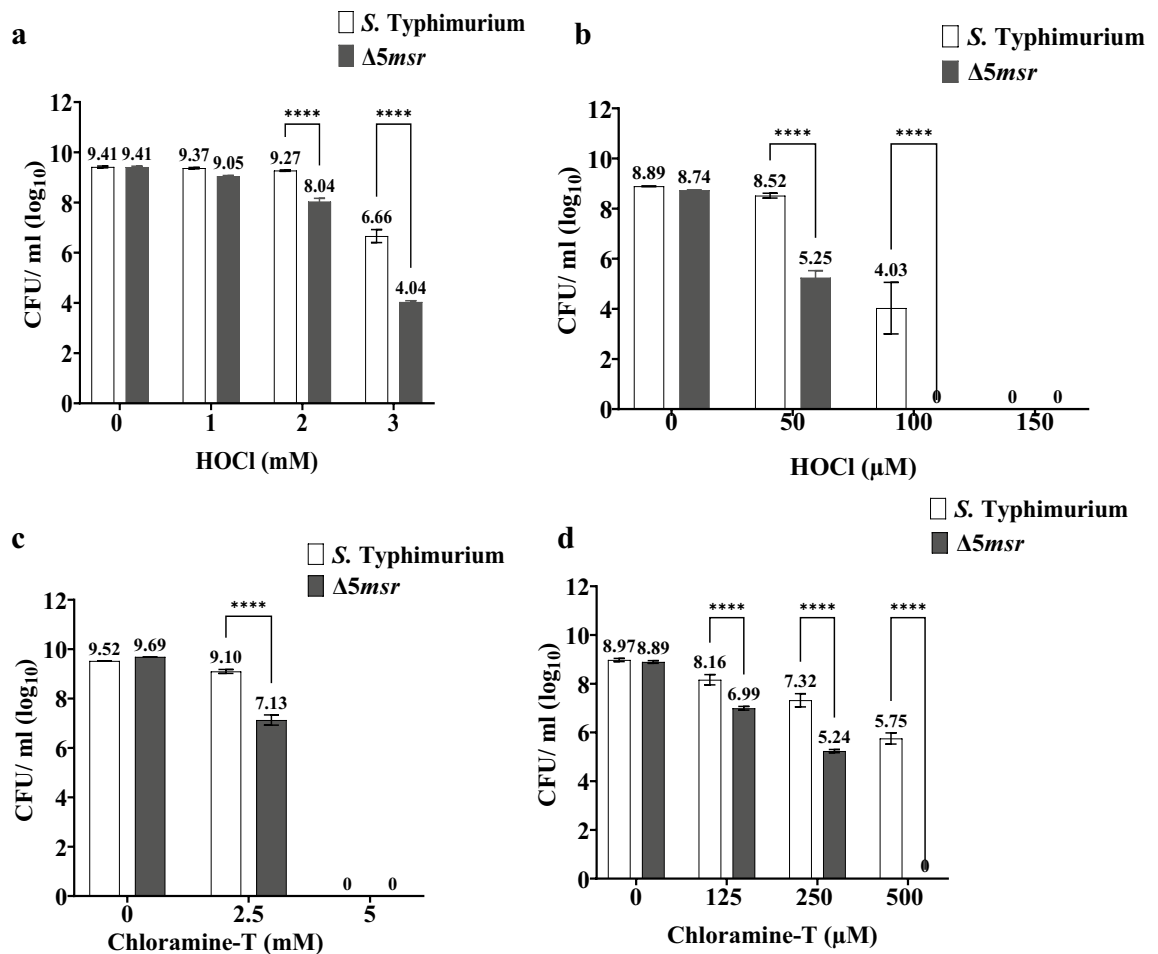 a
S. Typhimurium
Δ5msr
CFU/ ml (log10)
12
10
8
6
4
2
0
9.41 9.41
9.37
9.05
9.27
8.04
6.66
4.04
****
****
0 1 2 3
HOCl (mM)
b
S. Typhimurium
Δ5msr
CFU/ ml (log10)
12
10
8
6
4
2
0
8.89 8.74
8.52
5.25
4.03
0
0 0
****
****
0 50 100 150
HOCl (µM)
c
S. Typhimurium
Δ5msr
CFU/ ml (log10)
12
10
8
6
4
2
0
9.52 9.69
9.10
7.13
0 0
****
0 2.5 5
Chloramine-T (mM)
d
S. Typhimurium
Δ5msr
CFU/ ml (log10)
12
10
8
6
4
2
0
8.97 8.89
8.16
6.99
7.32
5.24
5.75
0
****
****
****
0 125 250 500
Chloramine-T (µM)